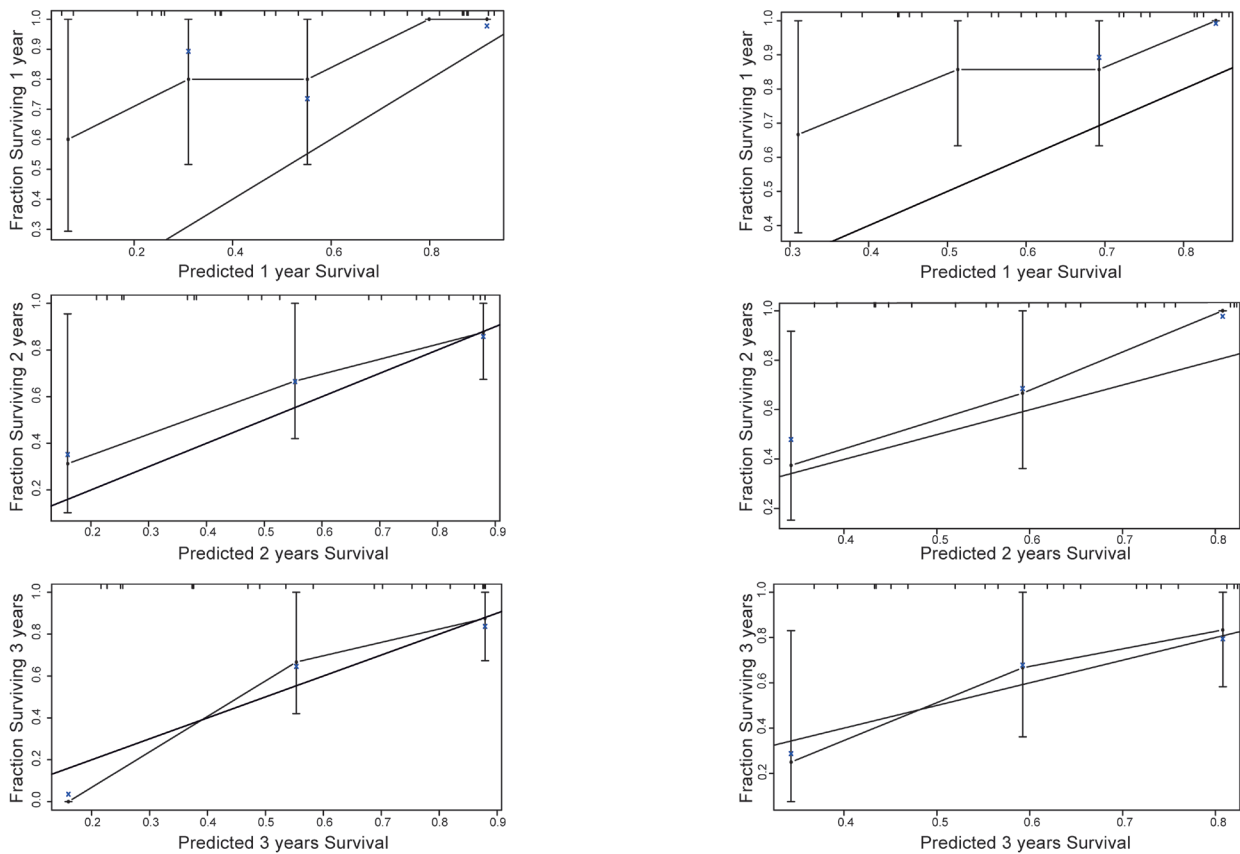 Fraction Surviving 1 year
1.0
0.9
0.8
0.7
0.6
0.5
0.4
0.3
0.2 0.4 0.6 0.8
Predicted 1 year Survival
Fraction Surviving 1 year
1.0
0.9
0.8
0.7
0.6
0.5
0.4
0.3 0.4 0.5 0.6 0.7 0.8
Predicted 1 year Survival
Fraction Surviving 2 years
1.0
0.8
0.6
0.4
0.2
0.2 0.3 0.4 0.5 0.6 0.7 0.8 0.9
Predicted 2 years Survival
Fraction Surviving 2 years
1.0
0.8
0.6
0.4
0.2
0.4 0.5 0.6 0.7 0.8
Predicted 2 years Survival
Fraction Surviving 3 years
1.0
0.8
0.6
0.4
0.2
0.0
0.2 0.3 0.4 0.5 0.6 0.7 0.8 0.9
Predicted 3 years Survival
Fraction Surviving 3 years
1.0
0.8
0.6
0.4
0.2
0.4 0.5 0.6 0.7 0.8
Predicted 3 years Survival